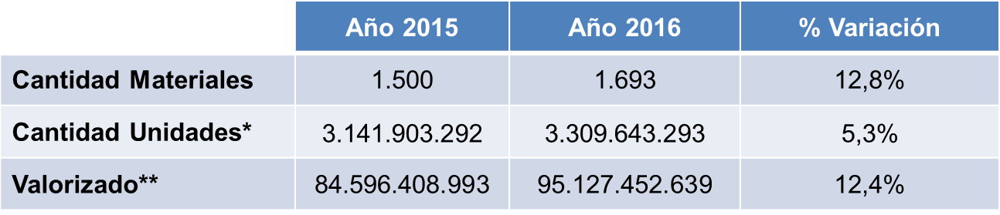 Año 2015 Año 2016 % Variación
Cantidad Materiales 1.500 1.693 12,8%
Cantidad Unidades* 3.141.903.292 3.309.643.293 5,3%
Valorizado** 84.596.408.993 95.127.452.639 12,4%